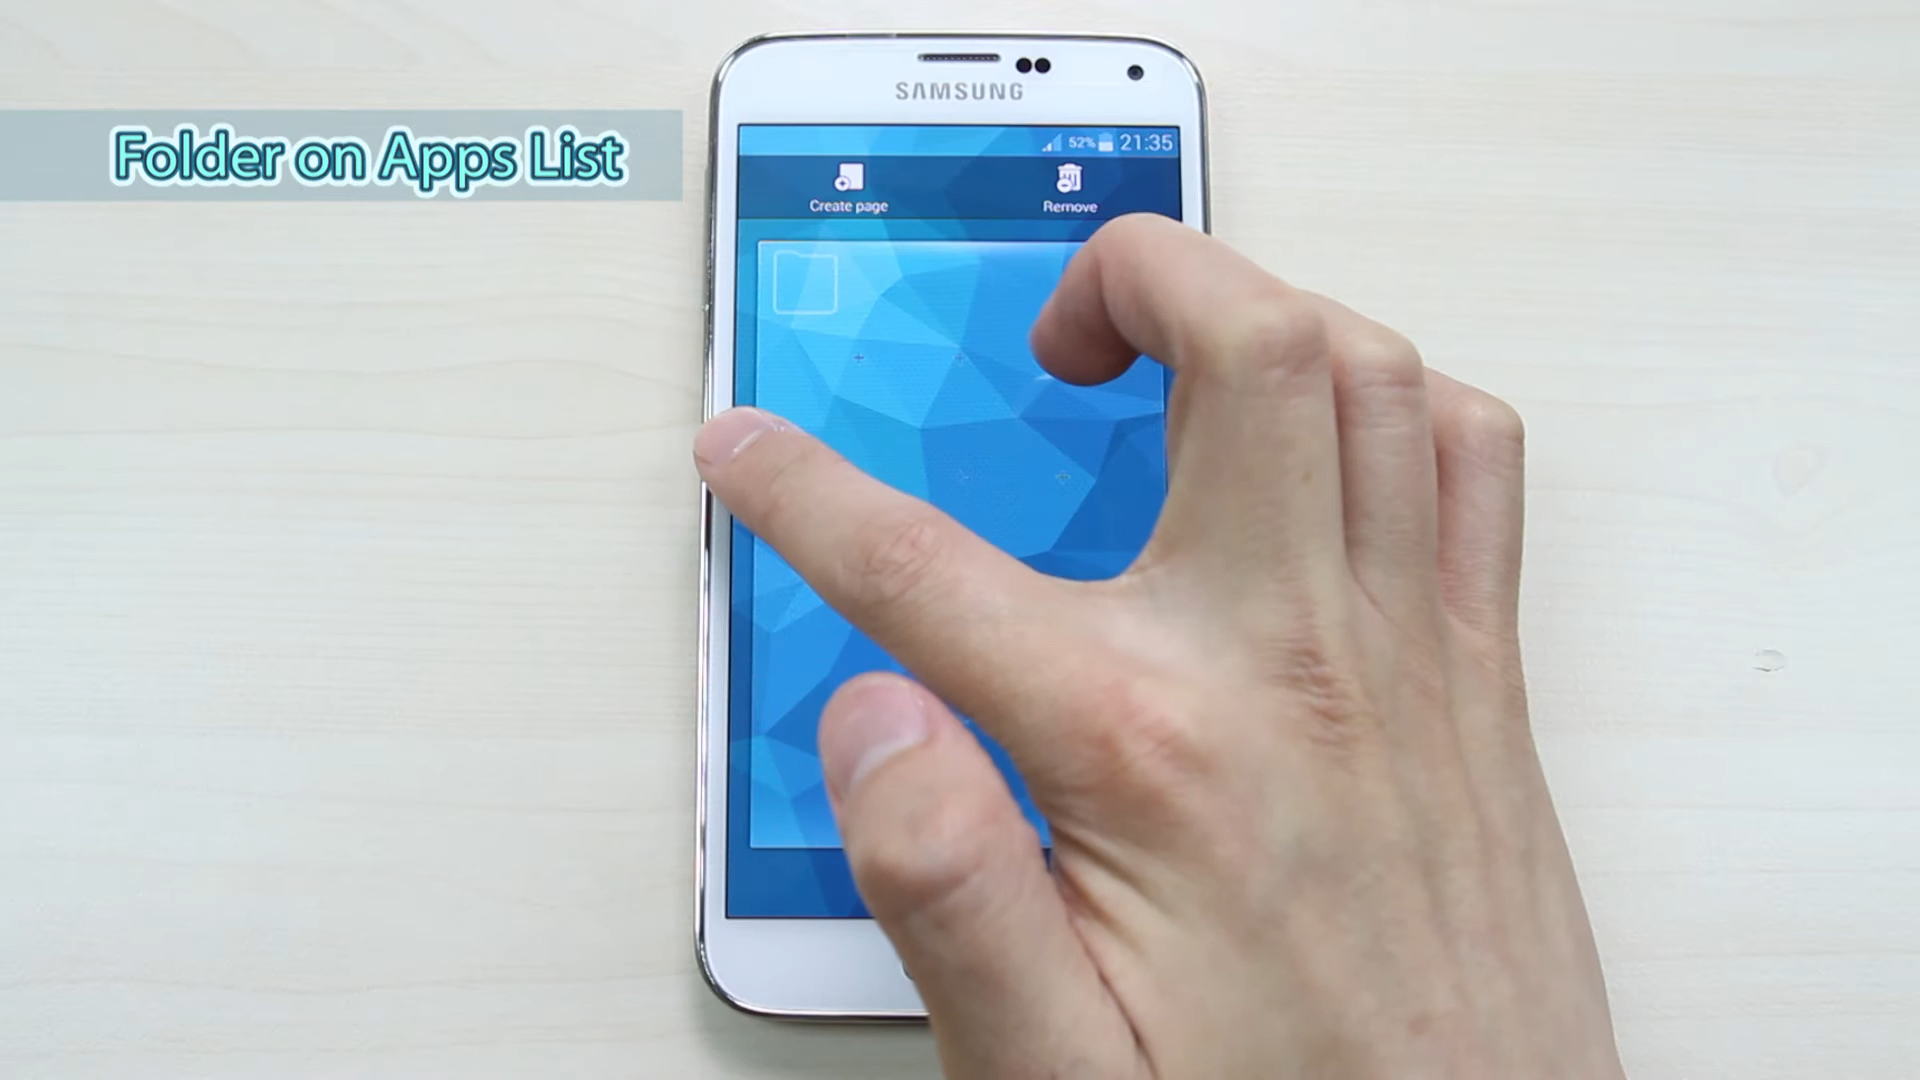 Folder on Apps List
SAMSUNG
52% 21:35
Create page
Remove